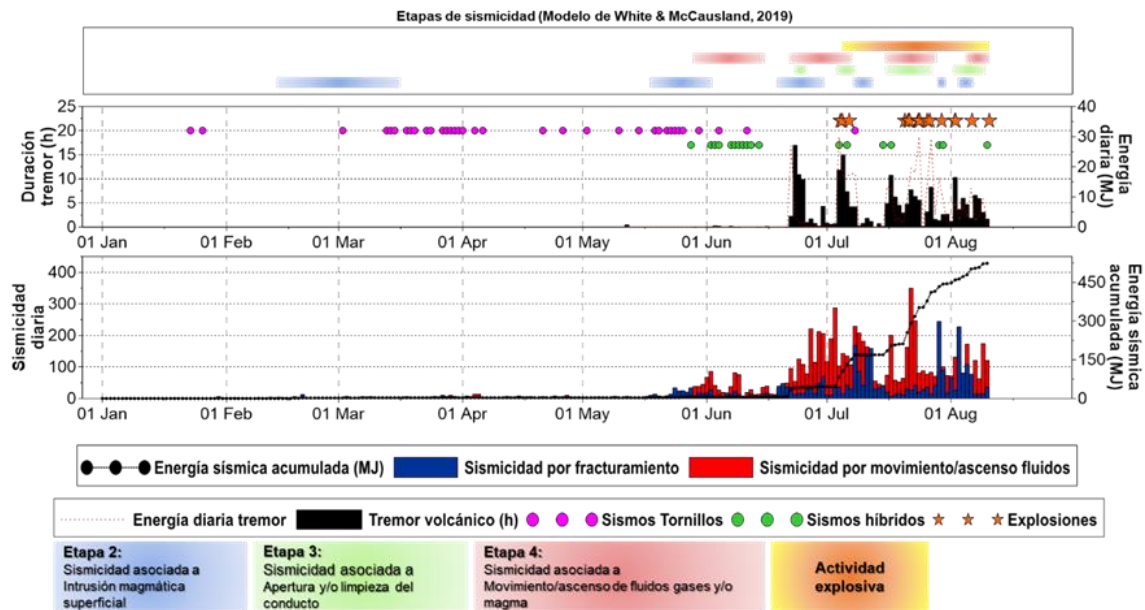 Etapas de sismicidad (Modelo de White & McCausland, 2019)
Duración
tremor (h)
25
20
15
10
5
0
40
30
20
10
0
Energía
diaria (MJ)
01 Jan
01 Feb
01 Mar
01 Apr
01 May
01 Jun
01 Jul
01 Aug
Sismicidad
diaria
400
300
200
100
0
450
300
150
0
Energía sísmica
acumulada (MJ)
01 Jan
01 Feb
01 Mar
01 Apr
01 May
01 Jun
01 Jul
01 Aug
Energía sísmica acumulada (MJ)
Sismicidad por fracturamiento
Sismicidad por movimiento/ascenso fluidos
Energía diaria tremor
Tremor volcánico (h)
Sismos Tornillos
Sismos híbridos
Explosiones
Etapa 2:
Sismicidad asociada a
Intrusión magmática
superficial
Etapa 3:
Sismicidad asociada a
Apertura y/o limpieza del
conducto
Etapa 4:
Sismicidad asociada a
Movimiento/ascenso de fluidos gases y/o
magma
Actividad
explosiva